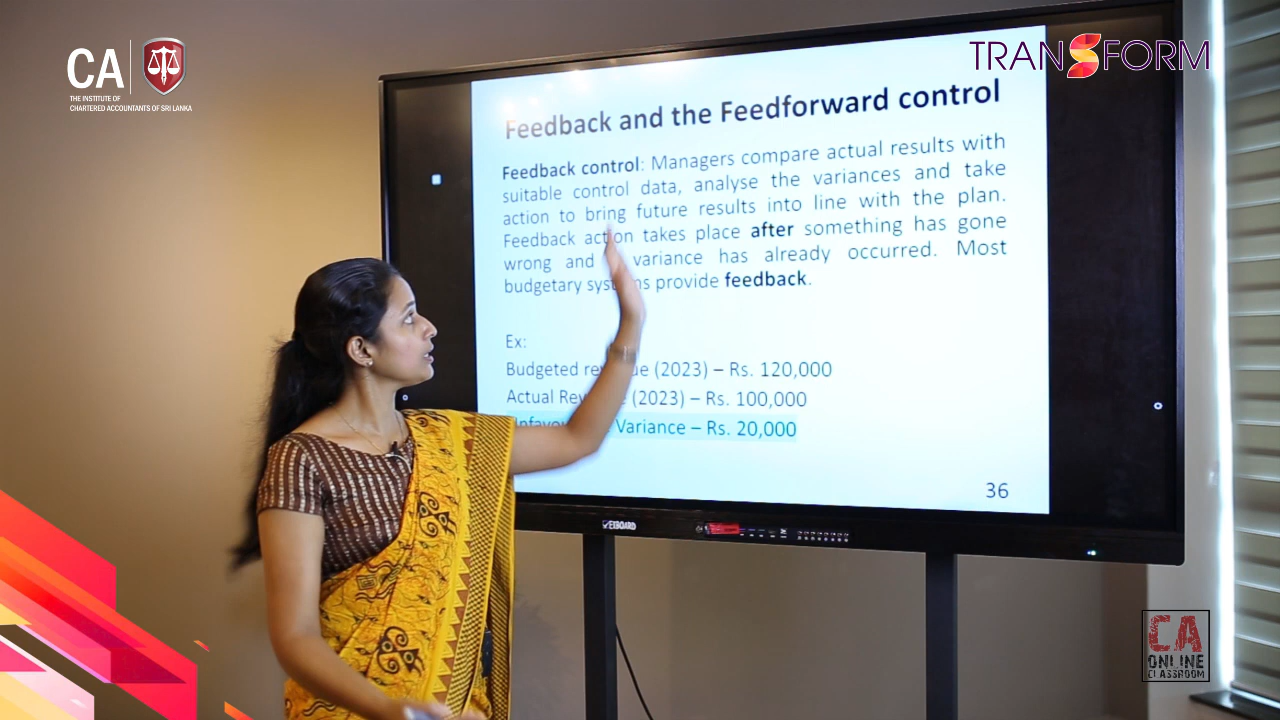 CA
THE INSTITUTE OF
CHARTERED ACCOUNTANTS OF SRI LANKA
TRANSFORM
Feedback and the Feedforward control
Feedback control: Managers compare actual results with
suitable control data, analyse the variances and take
action to bring future results into line with the plan.
Feedback action takes place after something has gone
wrong and variance has already occurred. Most
budgetary systems provide feedback.
Ex:
Budgeted revenue (2023) – Rs. 120,000
Actual Revenue (2023) – Rs. 100,000
Variance – Rs. 20,000
36
EXBOARD
CA
ONLINE
CLASSROOM